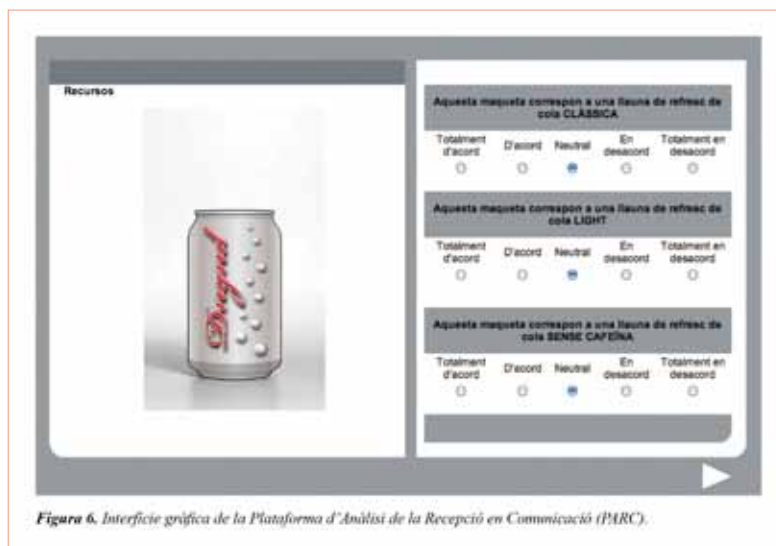 Recursos
Dragnet
Aquesta maqueta correspon a una llauna de refresc de
cola CLÀSSICA
Totalment
d'acord
D'acord
Neutral
En
desacord
Totalment en
desacord
Aquesta maqueta correspon a una llauna de refresc de
cola LIGHT
Totalment
d'acord
D'acord
Neutral
En
desacord
Totalment en
desacord
Aquesta maqueta correspon a una llauna de refresc de
cola SENSE CAFEÏNA
Totalment
d'acord
D'acord
Neutral
En
desacord
Totalment en
desacord
Figura 6. Interfície gràfica de la Plataforma d'Anàlisi de la Recepció en Comunicació (PARC).